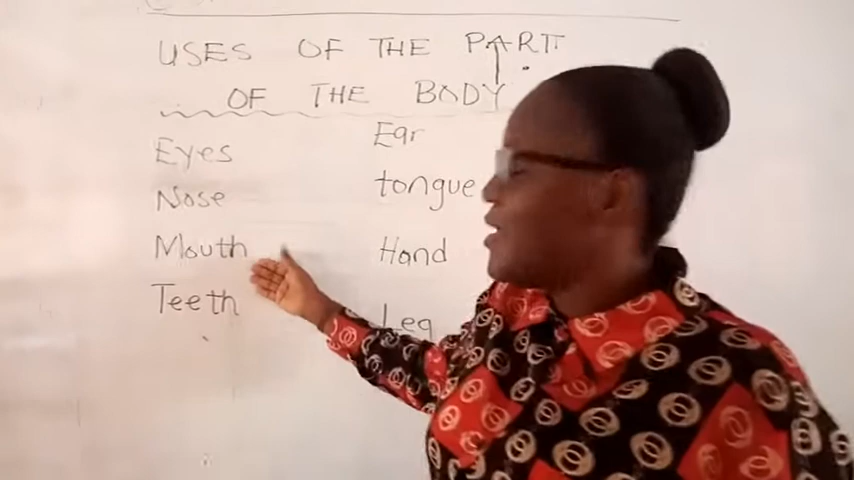 USES OF THE PART
OF THE BODY
Eyes
Nose
Mouth
Teeth
Ear
tongue
Hand
Leg